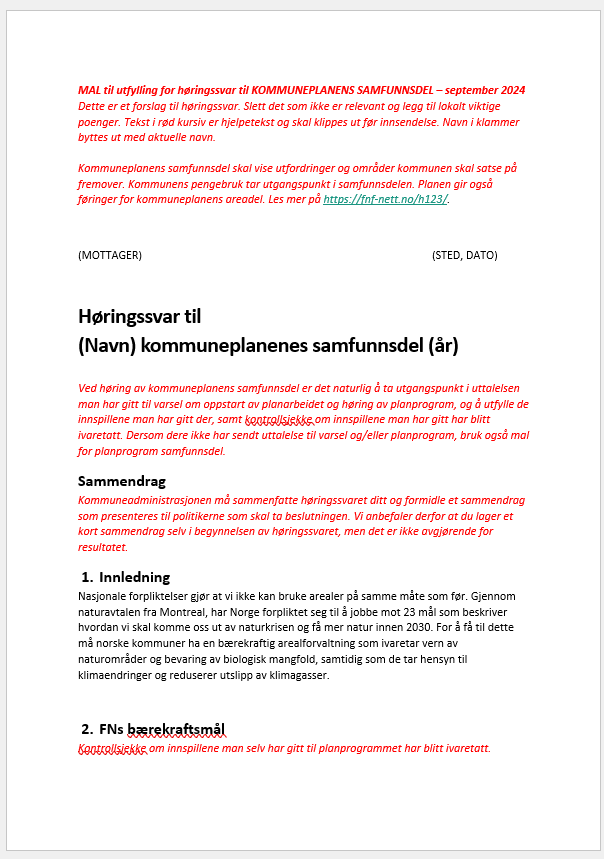 MAL til utfylling for høringssvar til KOMMUNEPLANENS SAMFUNNSDEL – september 2024
Dette er et forslag til høringssvar. Slett det som ikke er relevant og legg til lokalt viktige
poenger. Tekst i rød kursiv er hjelpetekst og skal klippes ut før innsendelse. Navn i klammer
byttes ut med aktuelle navn.
Kommuneplanens samfunnsdel skal vise utfordringer og områder kommunen skal satse på
fremover. Kommunens pengebruk tar utgangspunkt i samfunnsdelen. Planen gir også
føringer for kommuneplanens areadel. Les mer på https://fnf-nett.no/h123/.
(MOTTAGER) (STED, DATO)
Høringssvar til
(Navn) kommuneplanenes samfunnsdel (år)
Ved høring av kommuneplanens samfunnsdel er det naturlig å ta utgangspunkt i uttalelsen
man har gitt til varsel om oppstart av planarbeidet og høring av planprogram, og å utfylle de
innspillene man har gitt der, samt kontrollsjekke om innspillene man har gitt har blitt
ivaretatt. Dersom dere ikke har sendt uttalelse til varsel og/eller planprogram, bruk også mal
for planprogram samfunnsdel.
Sammendrag
Kommuneadministrasjonen må sammenfatte høringssvaret ditt og formidle et sammendrag
som presenteres til politikerne som skal ta beslutningen. Vi anbefaler derfor at du lager et
kort sammendrag selv i begynnelsen av høringssvaret, men det er ikke avgjørende for
resultatet.
1. Innledning
Nasjonale forpliktelser gjør at vi ikke kan bruke arealer på samme måte som før. Gjennom
naturavtalen fra Montreal, har Norge forpliktet seg til å jobbe mot 23 mål som beskriver
hvordan vi skal komme oss ut av naturkrisen og få mer natur innen 2030. For å få til dette
må norske kommuner ha en bærekraftig arealforvaltning som ivaretar vern av
naturområder og bevaring av biologisk mangfold, samtidig som de tar hensyn til
klimaendringer og reduserer utslipp av klimagasser.
2. FNs bærekraftsmål
Kontrollsjekke om innspillene man selv har gitt til planprogrammet har blitt ivaretatt.